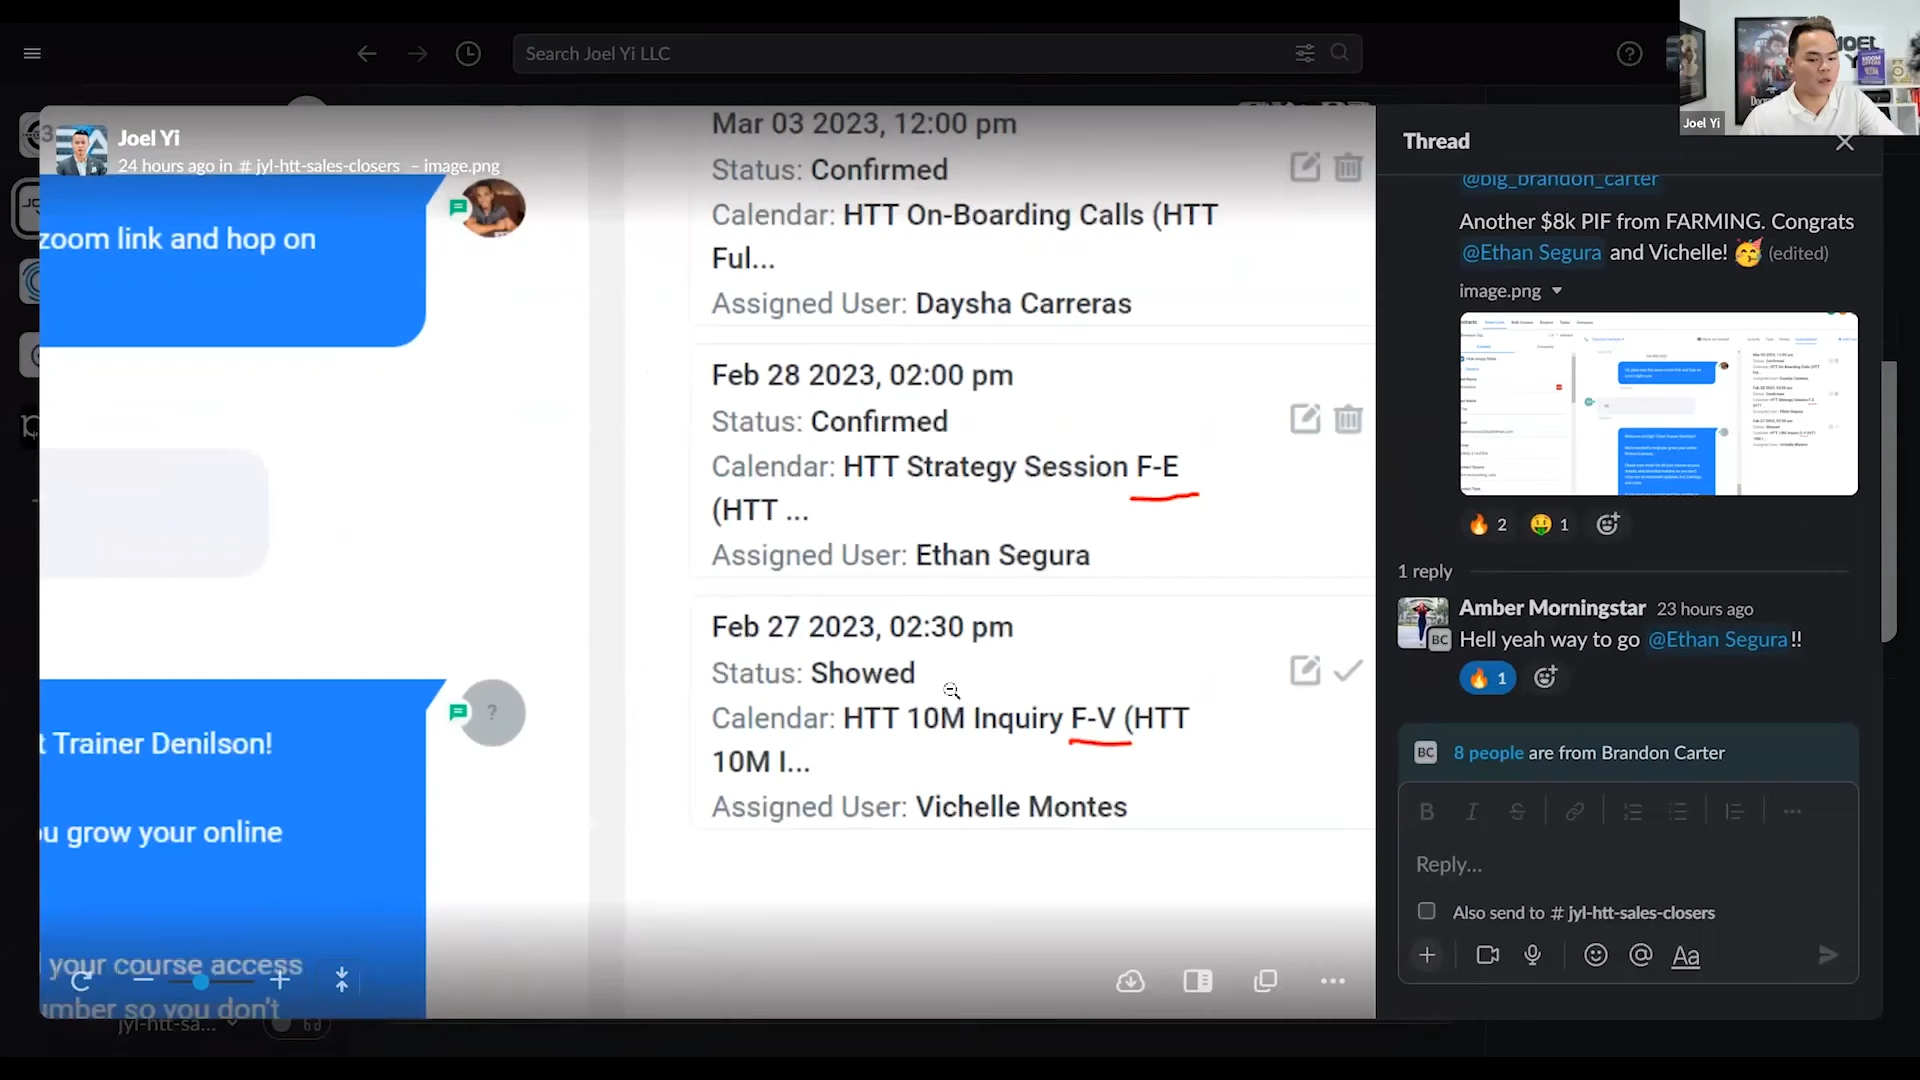 Search Joel Yi LLC
Joel Yi
Joel Yi
24 hours ago in # jyl-htt-sales-closers – image.png
zoom link and hop on
t Trainer Denilson!
u grow your online
your course access
umber so you don't
Mar 03 2023, 12:00 pm
Status: Confirmed
Calendar: HTT On-Boarding Calls (HTT
Ful...
Assigned User: Daysha Carreras
Feb 28 2023, 02:00 pm
Status: Confirmed
Calendar: HTT Strategy Session F-E
(HTT ...
Assigned User: Ethan Segura
Feb 27 2023, 02:30 pm
Status: Showed
Calendar: HTT 10M Inquiry F-V (HTT
10M I...
Assigned User: Vichelle Montes
jyl-htt-sa...
Thread
@big_brandon_carter
Another $8k PIF from FARMING. Congrats
@Ethan Segura and Vichelle! 🥳 (edited)
image.png
🔥 2 🤑 1
1 reply
Amber Morningstar 23 hours ago
BC Hell yeah way to go @Ethan Segura !!
🔥 1
BC 8 people are from Brandon Carter
Reply...
Also send to # jyl-htt-sales-closers
Aa